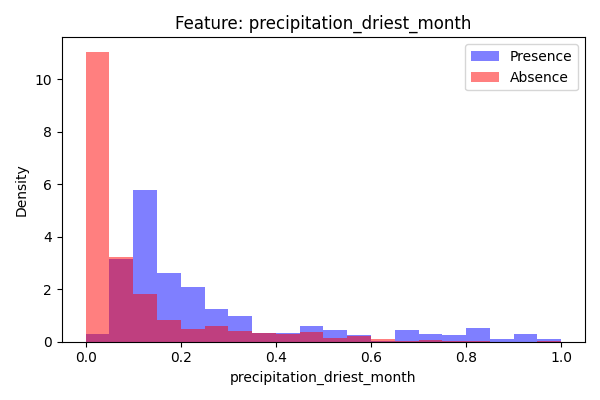 Feature: precipitation_driest_month
Presence
Absence
Density
10
8
6
4
2
0
0.0 0.2 0.4 0.6 0.8 1.0
precipitation_driest_month